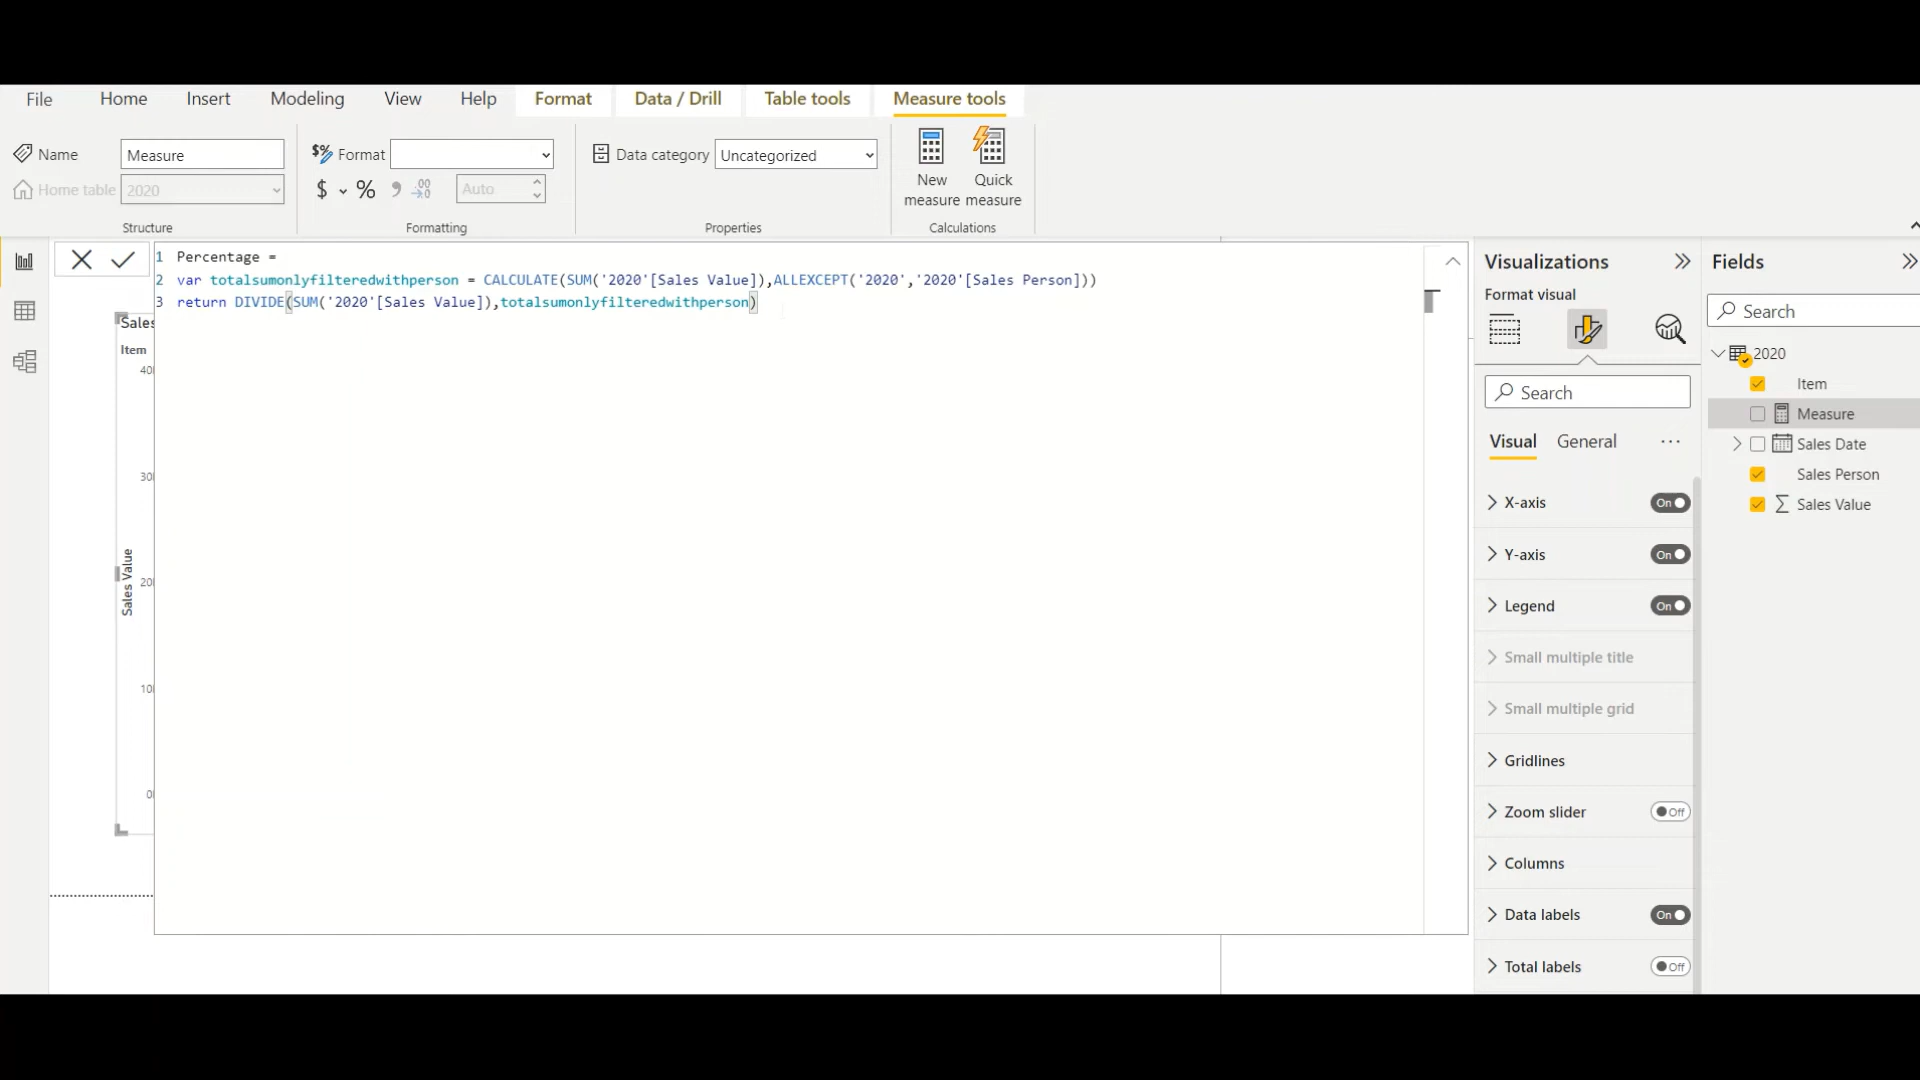 File Home Insert Modeling View Help Format Data / Drill Table tools Measure tools
Name Measure
Home table 2020
Structure
$% Format
$ % Auto
Formatting
Data category Uncategorized
Properties
New measure
Quick measure
Calculations
1 Percentage =
2 var totalsumonlyfilteredwithperson = CALCULATE(SUM('2020'[Sales Value]),ALLEXCEPT('2020','2020'[Sales Person]))
3 return DIVIDE(SUM('2020'[Sales Value]),totalsumonlyfilteredwithperson)
Sales
Item
40
30
20
10
0
Sales Value
Visualizations
Format visual
Search
Visual General ...
X-axis On
Y-axis On
Legend On
Small multiple title
Small multiple grid
Gridlines
Zoom slider Off
Columns
Data labels On
Total labels Off
Fields
Search
2020
Item
Measure
Sales Date
Sales Person
Sales Value